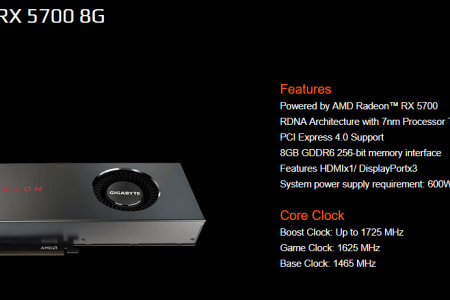 RX 5700 8G
Features
Powered by AMD Radeon™ RX 5700
RDNA Architecture with 7nm Processor T
PCI Express 4.0 Support
8GB GDDR6 256-bit memory interface
Features HDMIx1/ DisplayPortx3
System power supply requirement: 600W
GIGABYTE
AMD
Core Clock
Boost Clock: Up to 1725 MHz
Game Clock: 1625 MHz
Base Clock: 1465 MHz